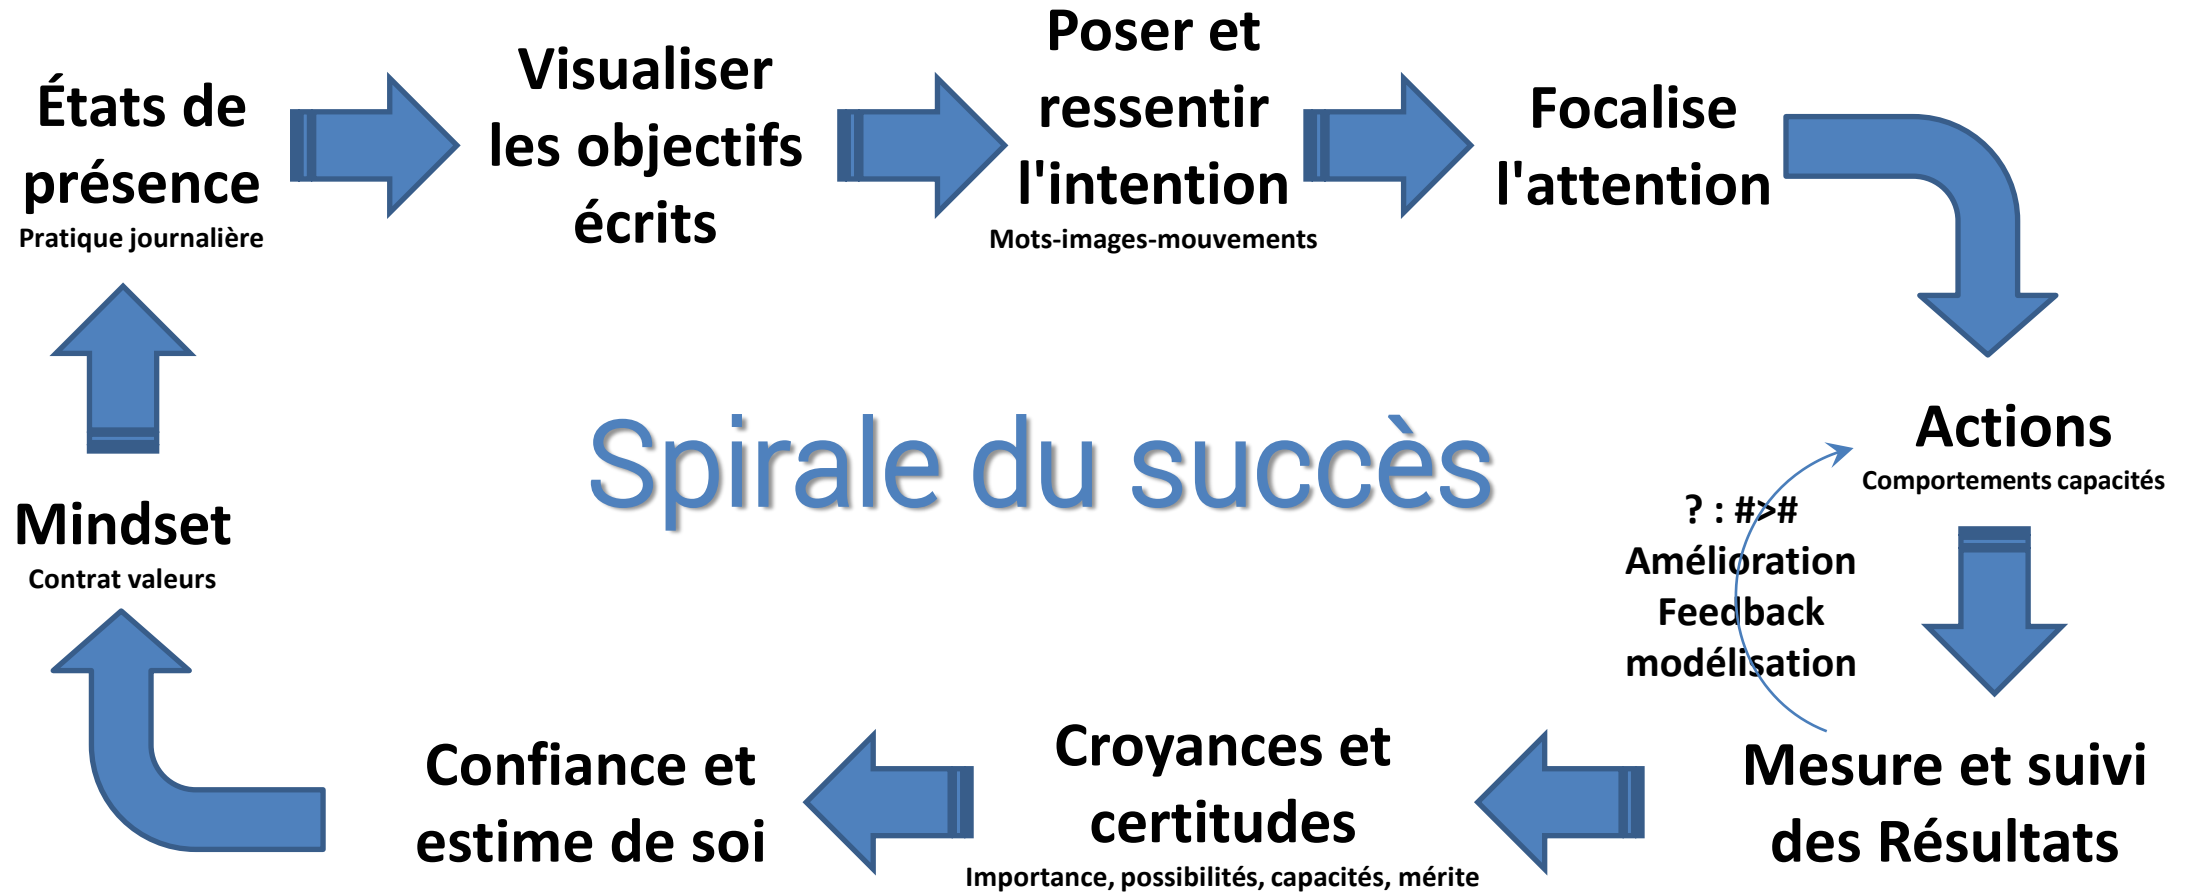 États de
présence
Pratique journalière
Visualiser
les objectifs
écrits
Poser et
ressentir
l'intention
Mots-images-mouvements
Focalise
l'attention
Actions
Comportements capacités
? : #>#
Amélioration
Feedback
modélisation
Mesure et suivi
des Résultats
Croyances et
certitudes
Importance, possibilités, capacités, mérite
Confiance et
estime de soi
Mindset
Contrat valeurs
Spirale du succès